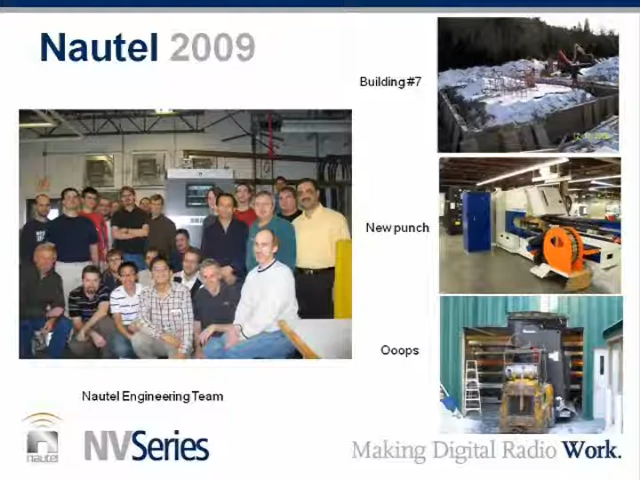 Nautel 2009
Building #7
New punch
Ooops
Nautel Engineering Team
nautel
NVSeries
Making Digital Radio Work.